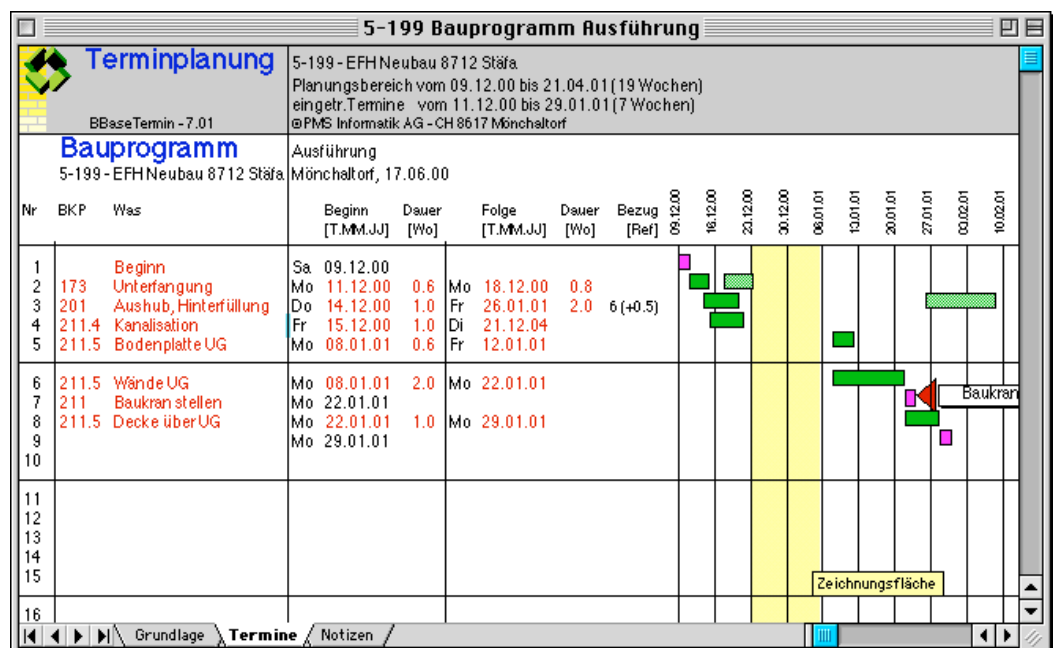 5-199 Bauprogramm Ausführung
Terminplanung
BBaseTermin - 7.01
5-199 - EFH Neubau 8712 Stäfa
Planungsbereich vom 09.12.00 bis 21.04.01 (19 Wochen)
eingetr.Termine vom 11.12.00 bis 29.01.01 (7 Wochen)
© PMS Informatik AG - CH 8617 Mönchaltorf
Bauprogramm
5-199 - EFH Neubau 8712 Stäfa
Ausführung
Mönchaltorf, 17.06.00
Nr BKP Was Beginn Dauer Folge Dauer Bezug
[T.MM.JJ] [Wo] [T.MM.JJ] [Wo] [Ref]
09.12.00 16.12.00 23.12.00 30.12.00 06.01.01 13.01.01 20.01.01 27.01.01 03.02.01 10.02.01
1 Beginn Sa 09.12.00
2 173 Unterfangung Mo 11.12.00 0.6 Mo 18.12.00 0.8
3 201 Aushub, Hinterfüllung Do 14.12.00 1.0 Fr 26.01.01 2.0 6 (+0.5)
4 211.4 Kanalisation Fr 15.12.00 1.0 Di 21.12.04
5 211.5 Bodenplatte UG Mo 08.01.01 0.6 Fr 12.01.01
6 211.5 Wände UG Mo 08.01.01 2.0 Mo 22.01.01
7 211 Baukran stellen Mo 22.01.01 Baukran
8 211.5 Decke über UG Mo 22.01.01 1.0 Mo 29.01.01
9 Mo 29.01.01
10
11
12
13
14
15
Zeichnungsfläche
16
Grundlage Termine Notizen